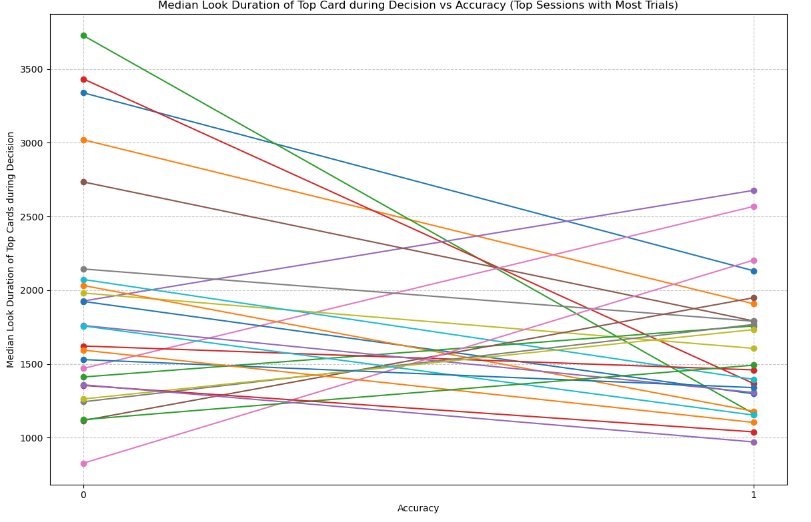 Median Look Duration of Top Card during Decision vs Accuracy (Top Sessions with Most Trials)
Median Look Duration of Top Cards during Decision
3500
3000
2500
2000
1500
1000
0
1
Accuracy